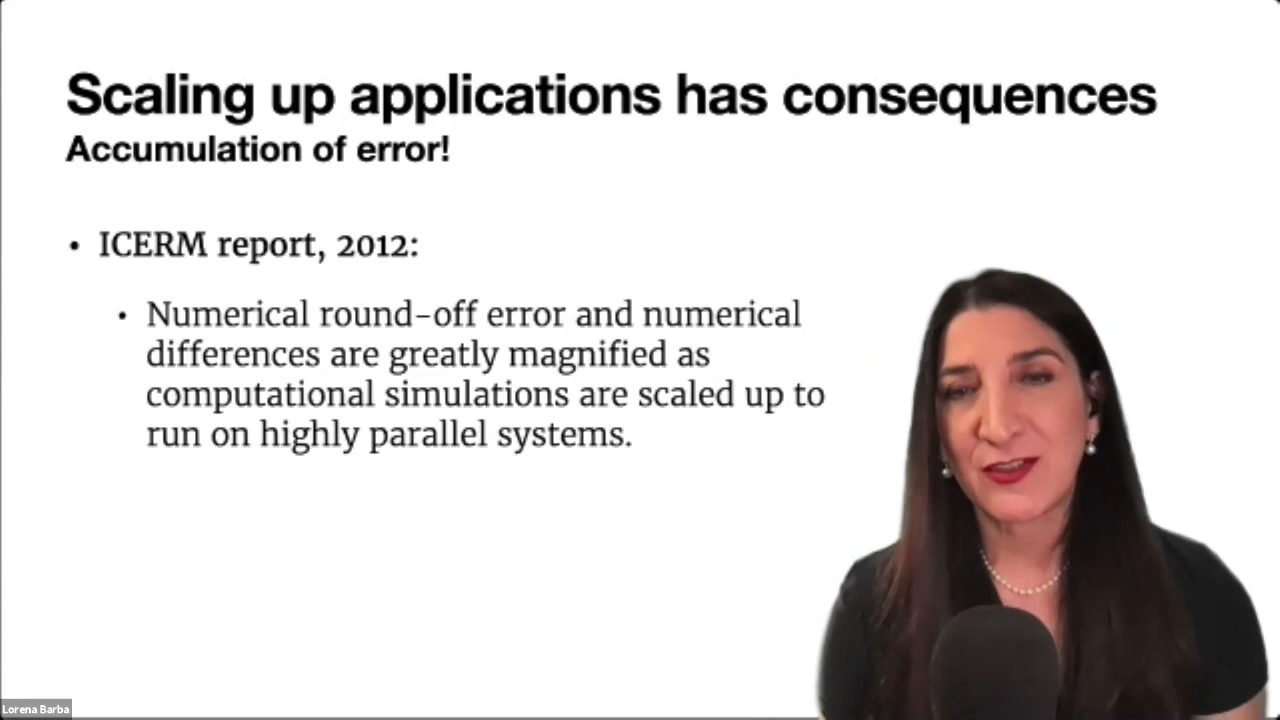 Scaling up applications has consequences
Accumulation of error!
• ICERM report, 2012:
• Numerical round-off error and numerical
differences are greatly magnified as
computational simulations are scaled up to
run on highly parallel systems.
Lorena Barba